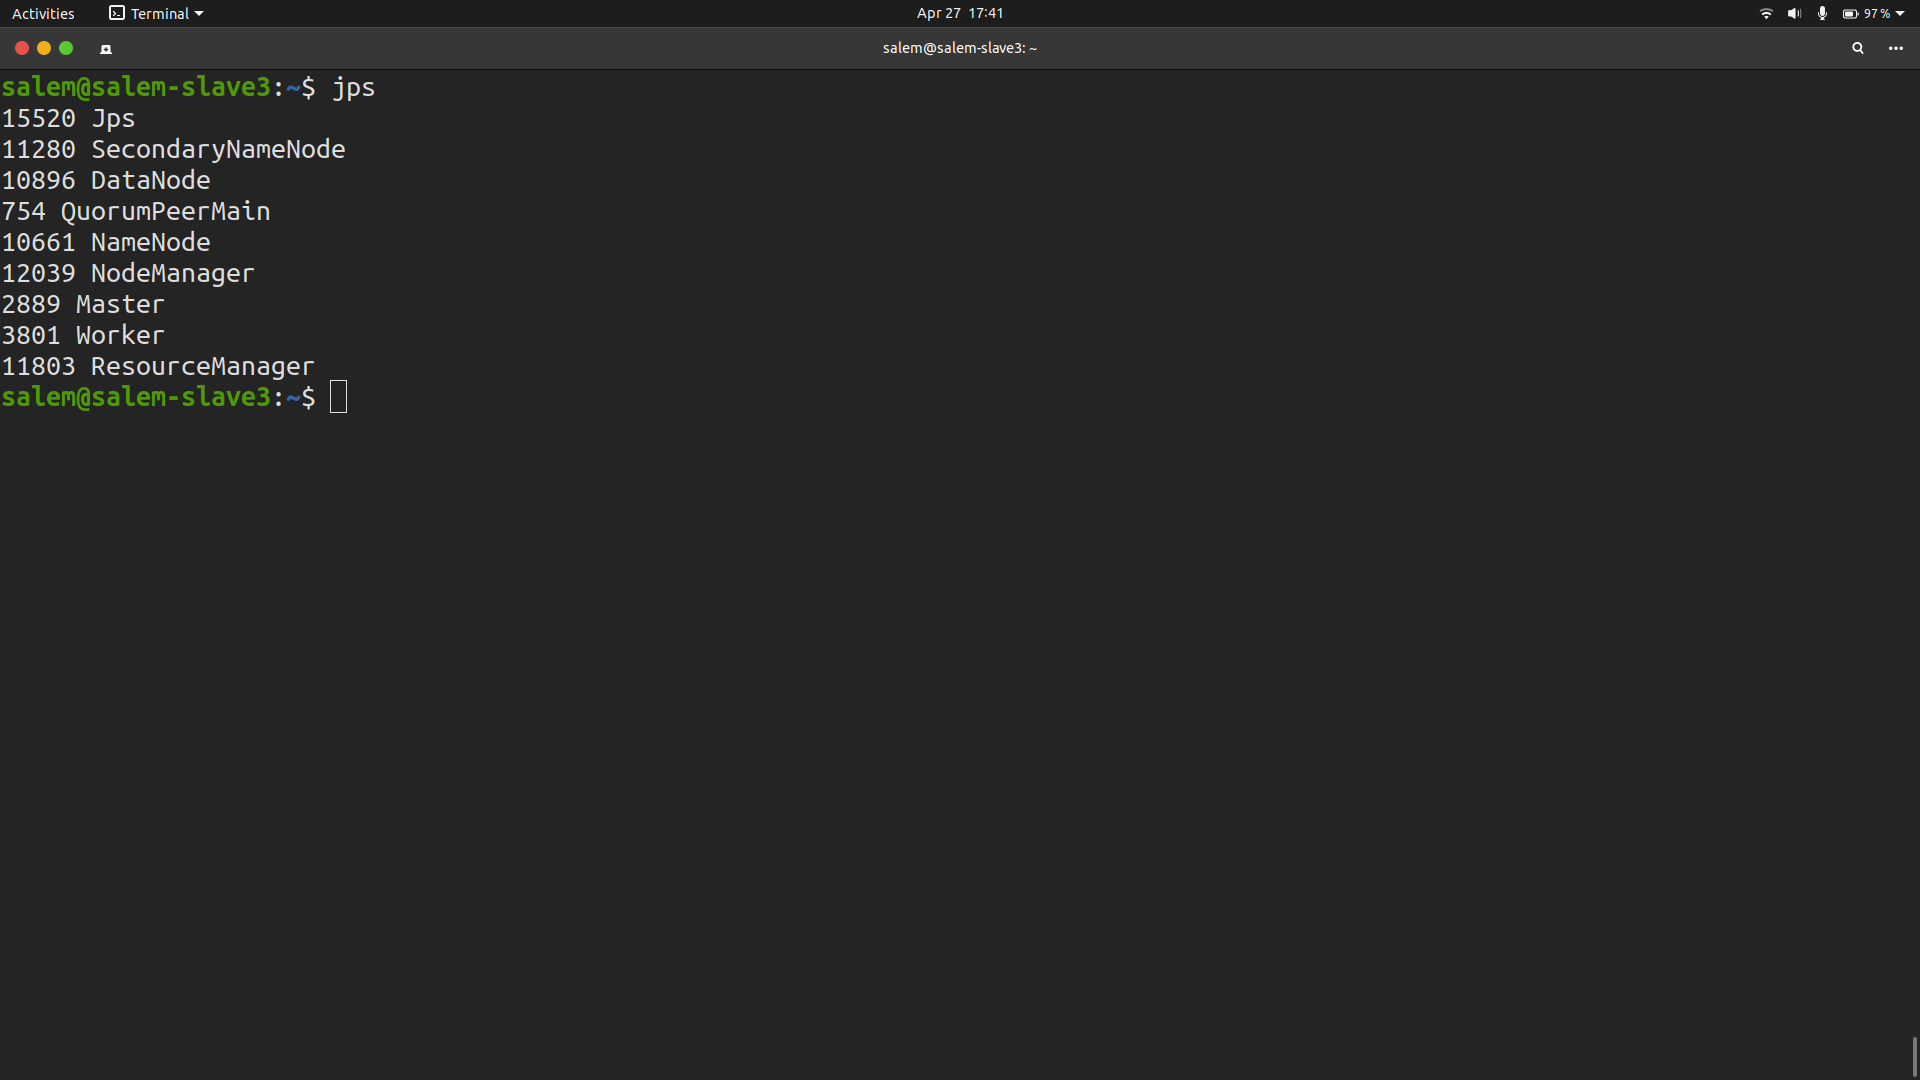 Activities Terminal Apr 27 17:41 97 %
salem@salem-slave3: ~
salem@salem-slave3:~$ jps
15520 Jps
11280 SecondaryNameNode
10896 DataNode
754 QuorumPeerMain
10661 NameNode
12039 NodeManager
2889 Master
3801 Worker
11803 ResourceManager
salem@salem-slave3:~$